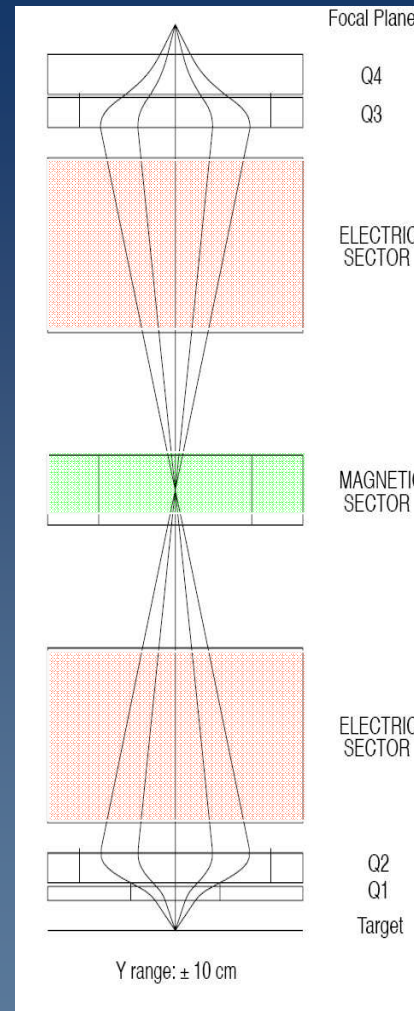 Focal Plane
Q4
Q3
ELECTRIC
SECTOR
MAGNETIC
SECTOR
ELECTRIC
SECTOR
Q2
Q1
Target
Y range: ± 10 cm